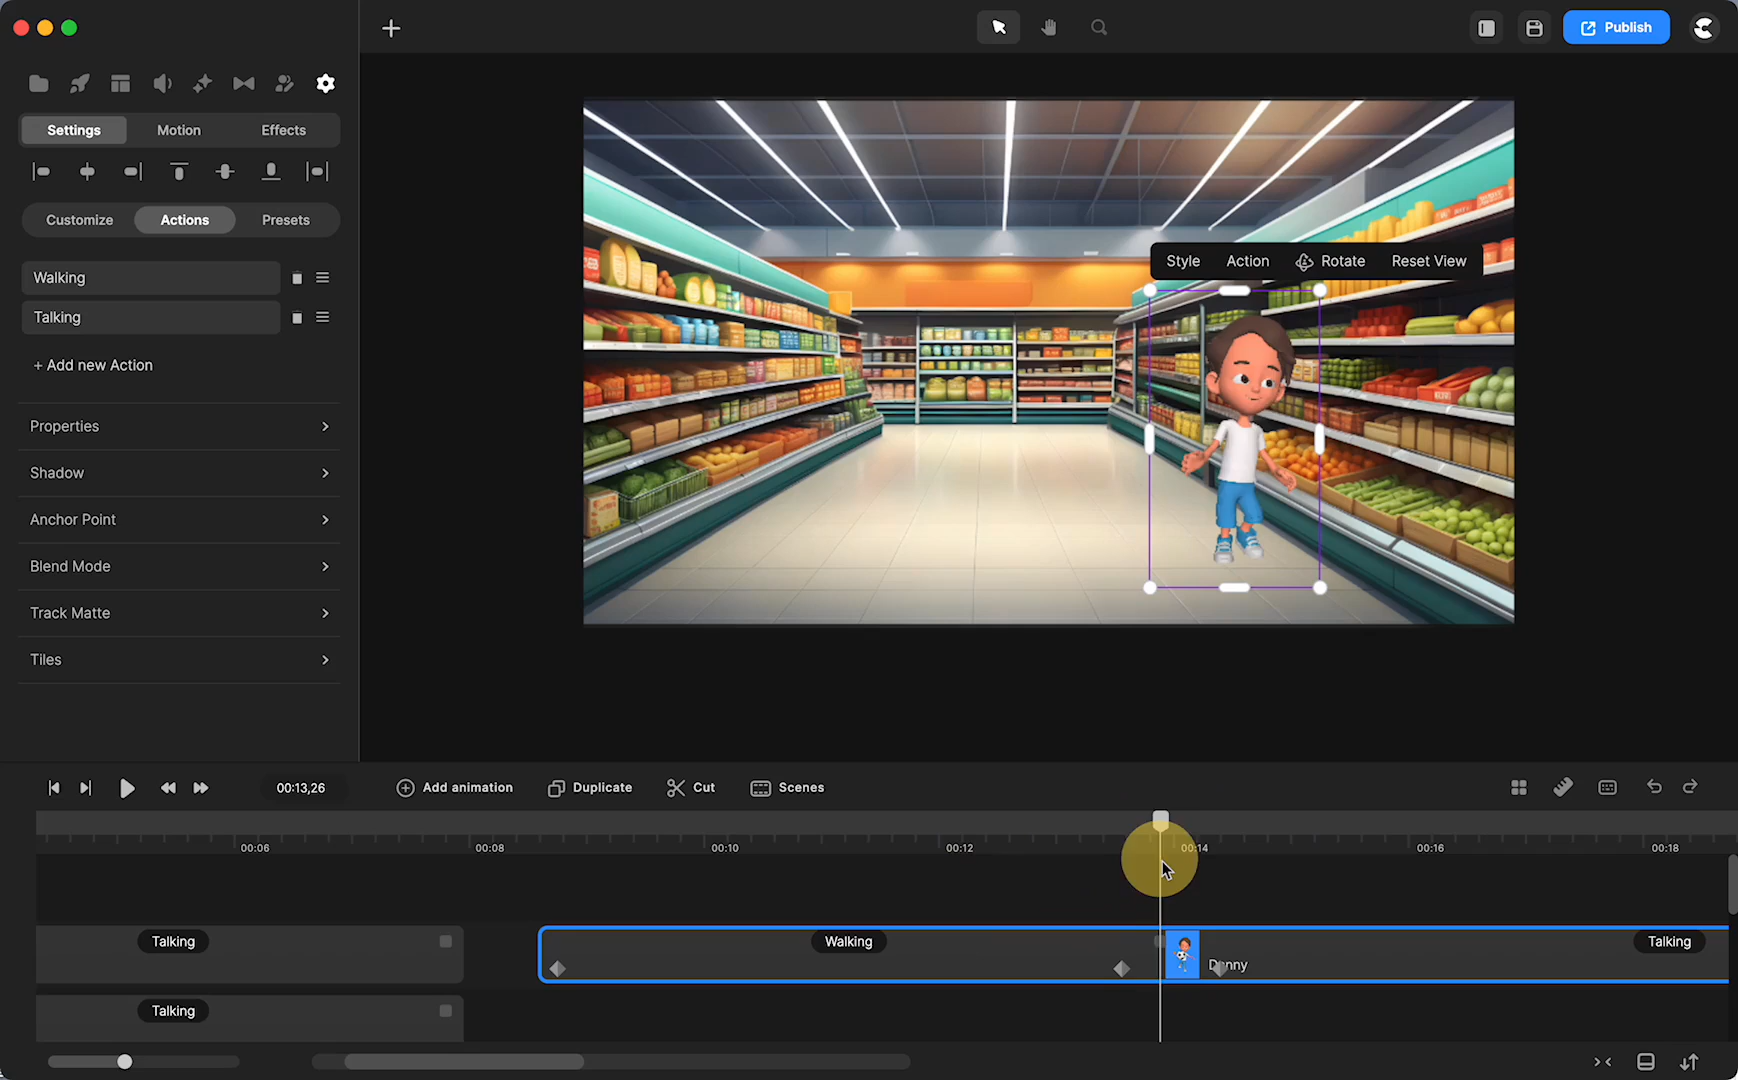 Publish
Settings
Motion
Effects
Customize
Actions
Presets
Walking
Talking
+ Add new Action
Properties
Shadow
Anchor Point
Blend Mode
Track Matte
Tiles
Style
Action
Rotate
Reset View
00:13,26
Add animation
Duplicate
Cut
Scenes
00:06
00:08
00:10
00:12
00:14
00:16
00:18
Talking
Walking
Danny
Talking
Talking